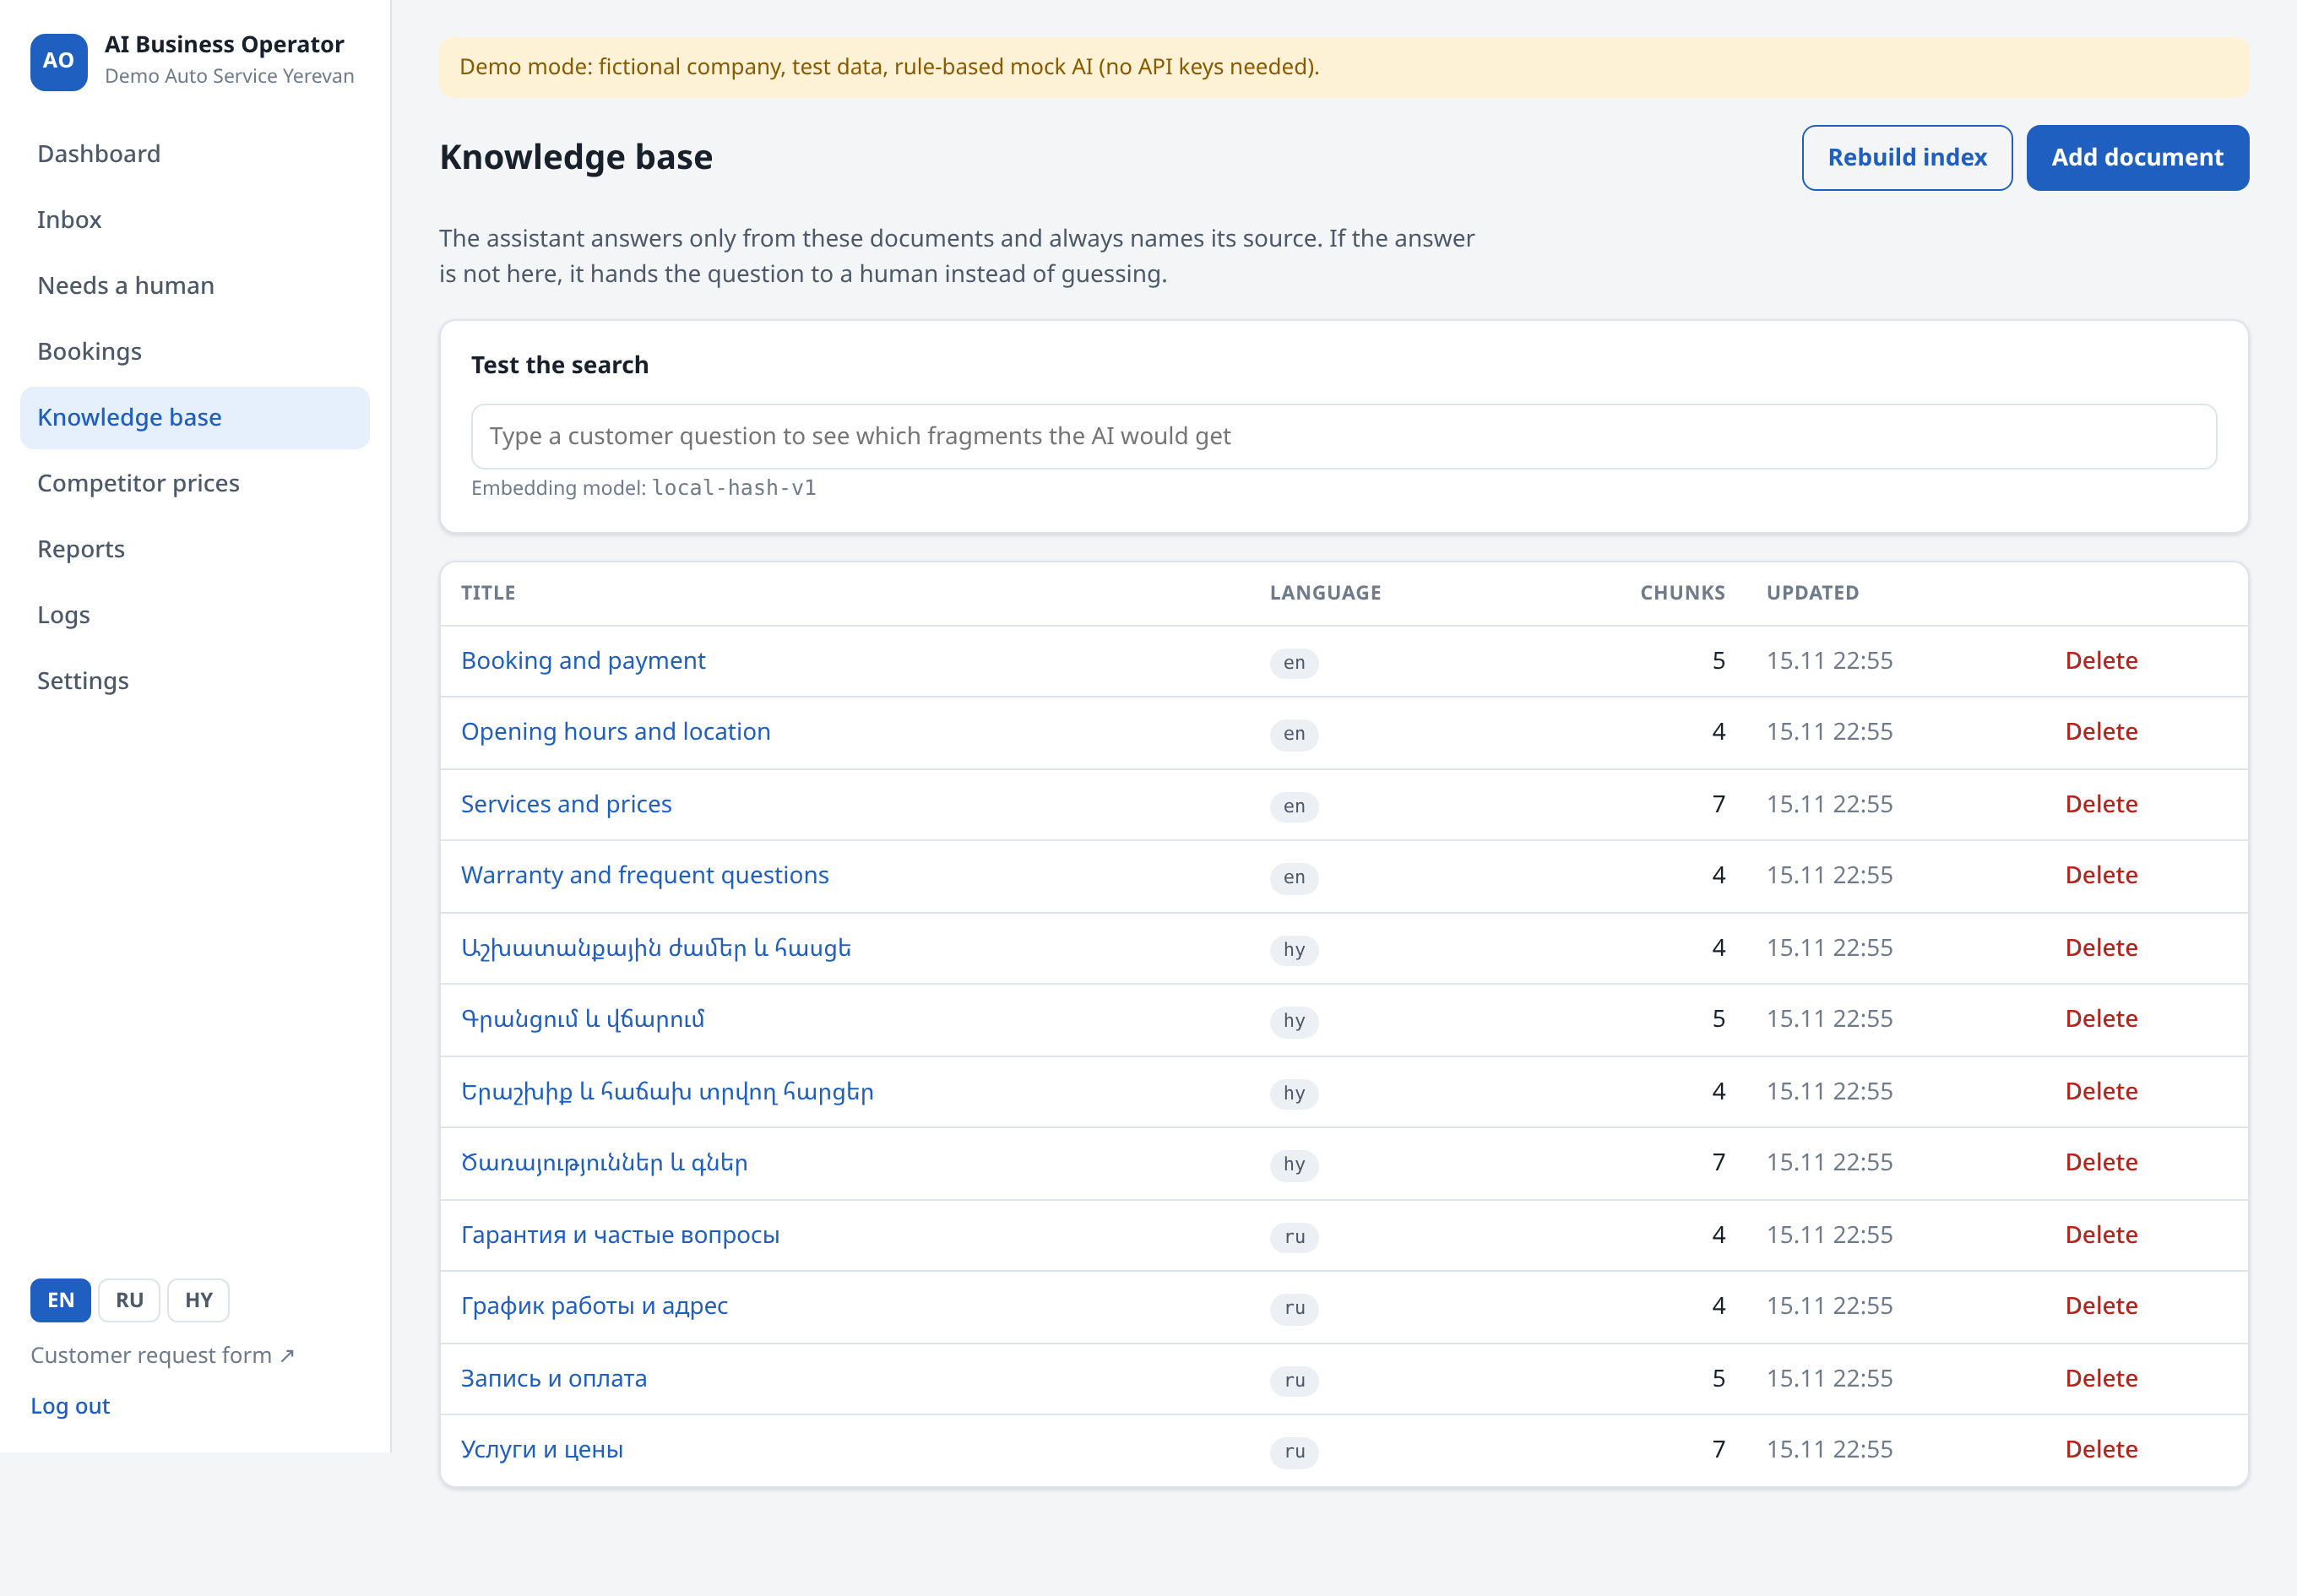 AO
AI Business Operator
Demo Auto Service Yerevan
Dashboard
Inbox
Needs a human
Bookings
Knowledge base
Competitor prices
Reports
Logs
Settings
EN RU HY
Customer request form ↗
Log out
Demo mode: fictional company, test data, rule-based mock AI (no API keys needed).
Knowledge base
Rebuild index
Add document
The assistant answers only from these documents and always names its source. If the answer
is not here, it hands the question to a human instead of guessing.
Test the search
Type a customer question to see which fragments the AI would get
Embedding model: local-hash-v1
TITLE LANGUAGE CHUNKS UPDATED
Booking and payment en 5 15.11 22:55 Delete
Opening hours and location en 4 15.11 22:55 Delete
Services and prices en 7 15.11 22:55 Delete
Warranty and frequent questions en 4 15.11 22:55 Delete
Աշխատանքային ժամեր և հասցե hy 4 15.11 22:55 Delete
Գրանցում և վճարում hy 5 15.11 22:55 Delete
Երաշխիք և հաճախ տրվող հարցեր hy 4 15.11 22:55 Delete
Ծառայություններ և գներ hy 7 15.11 22:55 Delete
Гарантия и частые вопросы ru 4 15.11 22:55 Delete
График работы и адрес ru 4 15.11 22:55 Delete
Запись и оплата ru 5 15.11 22:55 Delete
Услуги и цены ru 7 15.11 22:55 Delete